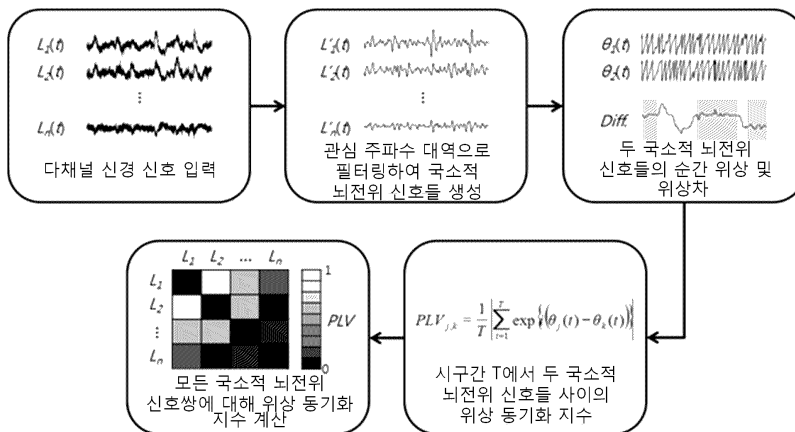 L₁(t)
L₂(t)
⋮
Lₙ(t)
다채널 신경 신호 입력
L'₁(t)
L'₂(t)
⋮
L'ₙ(t)
관심 주파수 대역으로
필터링하여 국소적
뇌전위 신호들 생성
θ₁(t)
θ₂(t)
Diff.
두 국소적 뇌전위
신호들의 순간 위상 및
위상차
L₁ L₂ ... Lₙ
L₁
L₂
⋮
Lₙ
1
PLV
0
모든 국소적 뇌전위
신호쌍에 대해 위상 동기화
지수 계산
PLVⱼ,ₖ = 1/T |∑ᵀₜ₌₁ exp{i(θⱼ(t) − θₖ(t))}|
시구간 T에서 두 국소적
뇌전위 신호들 사이의
위상 동기화 지수